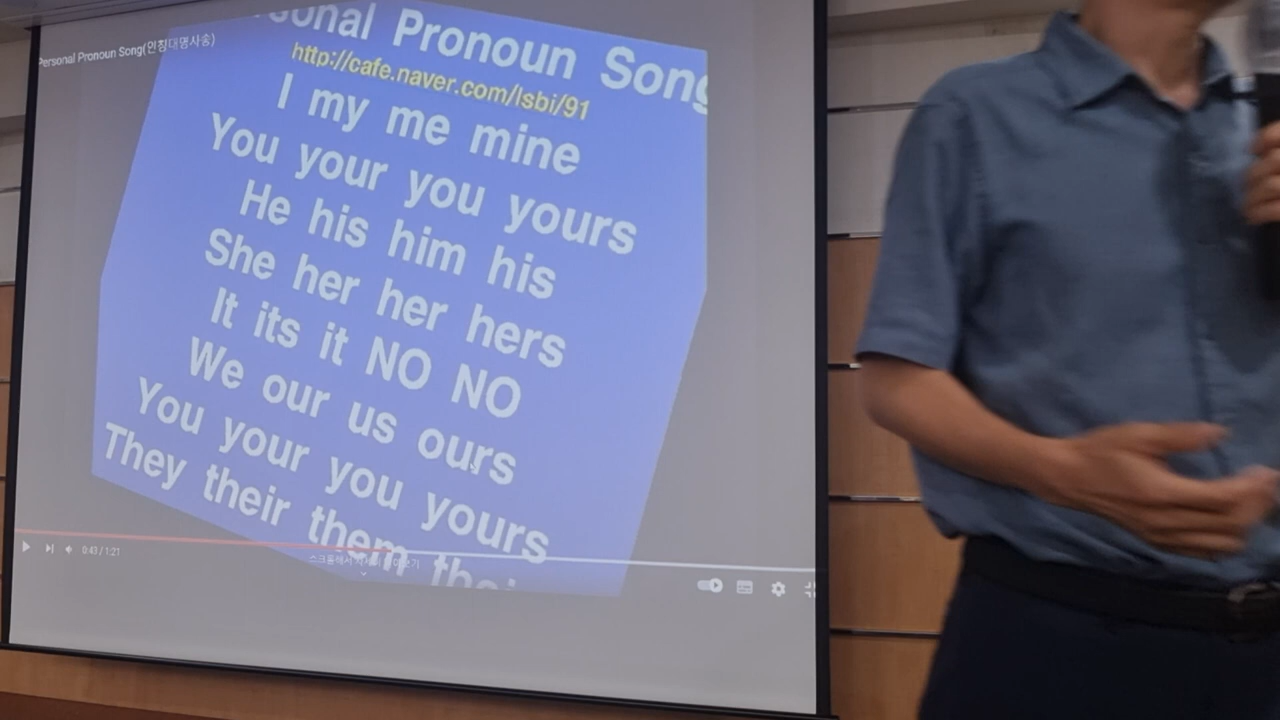 Personal Pronoun Song(인칭대명사송)
Pronoun Song
http://cafe.naver.com/lsbi/91
I my me mine
You your you yours
He his him his
She her her hers
It its it NO NO
We our us ours
You your you yours
They their them
0:43 / 1:21